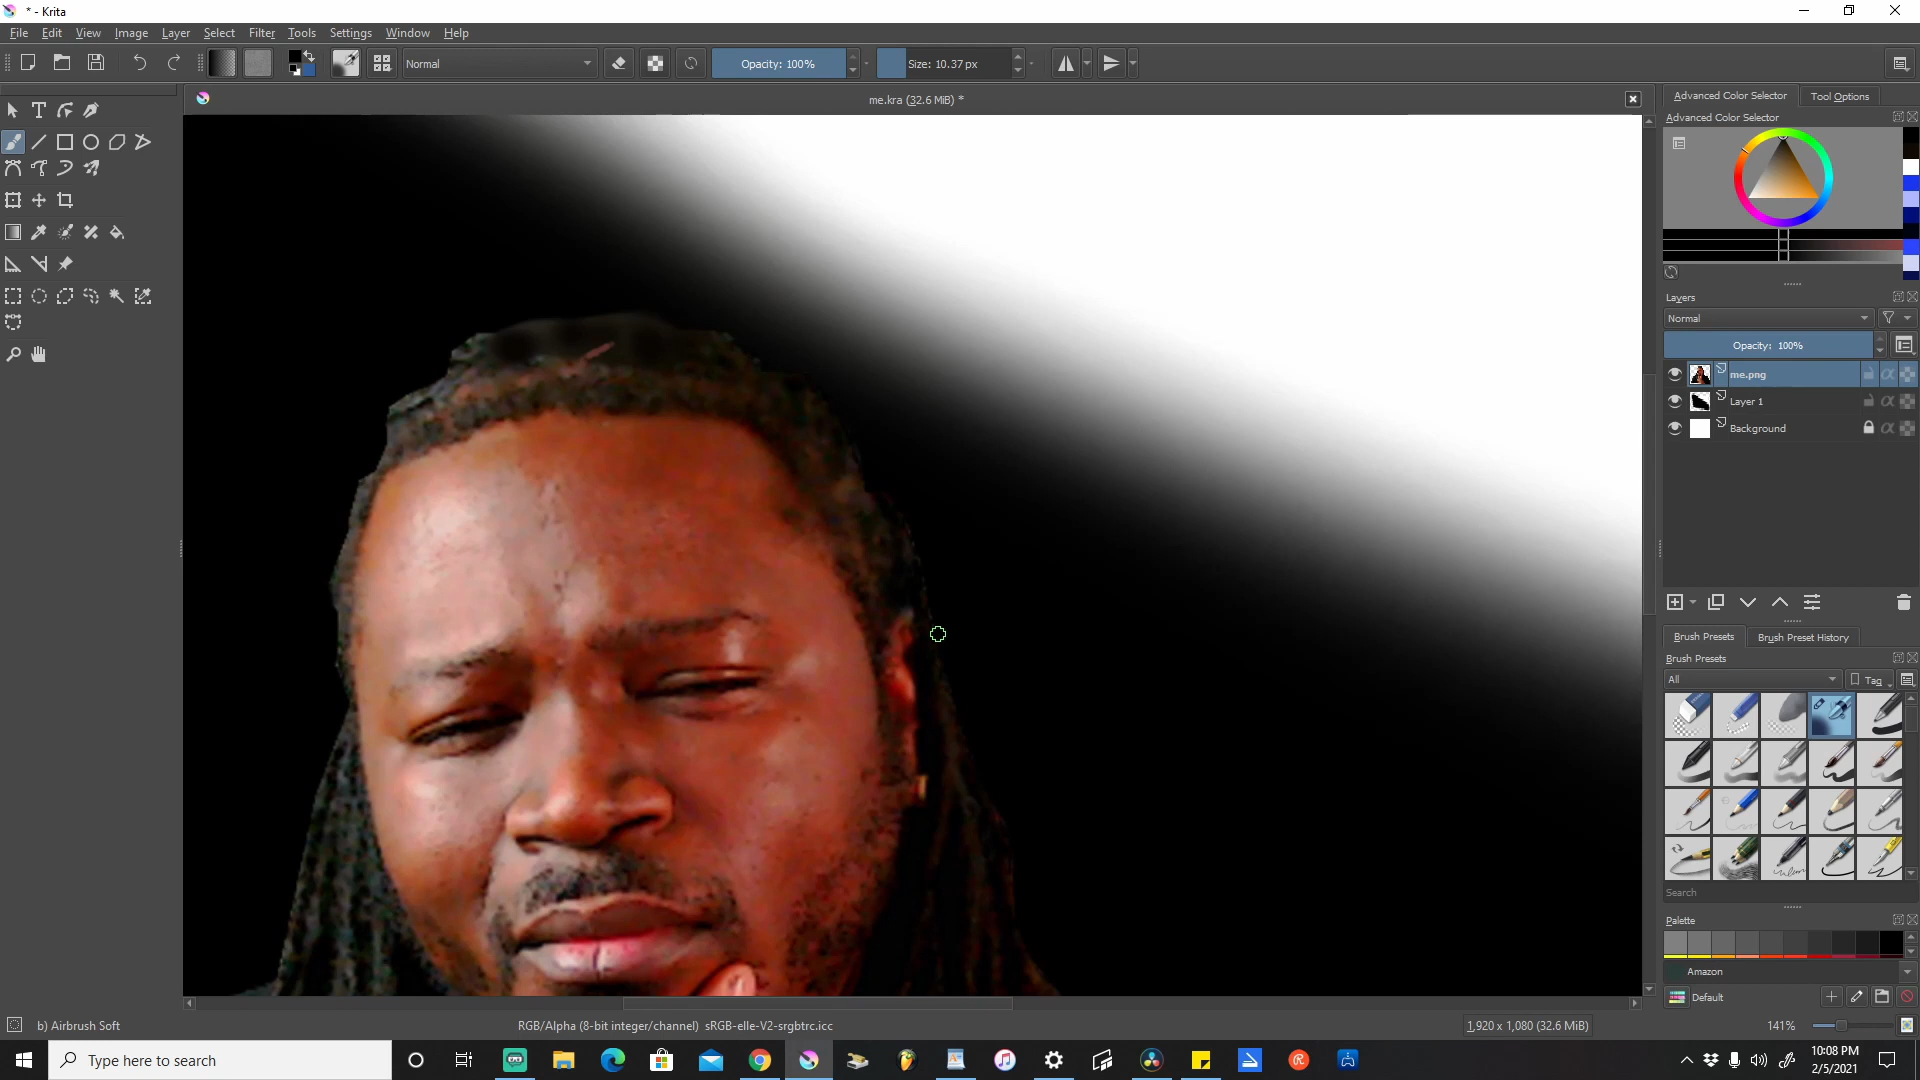 * - Krita
File Edit View Image Layer Select Filter Tools Settings Window Help
Normal
Opacity: 100%
Size: 10.37 px
me.kra (32.6 MiB) *
Advanced Color Selector
Tool Options
Advanced Color Selector
Layers
Normal
Opacity: 100%
me.png
Layer 1
Background
Brush Presets
Brush Preset History
Brush Presets
All
Tag
Search
Palette
Amazon
Default
b) Airbrush Soft
RGB/Alpha (8-bit integer/channel) sRGB-elle-V2-srgbtrc.icc
1,920 x 1,080 (32.6 MiB)
141%
Type here to search
10:08 PM
2/5/2021